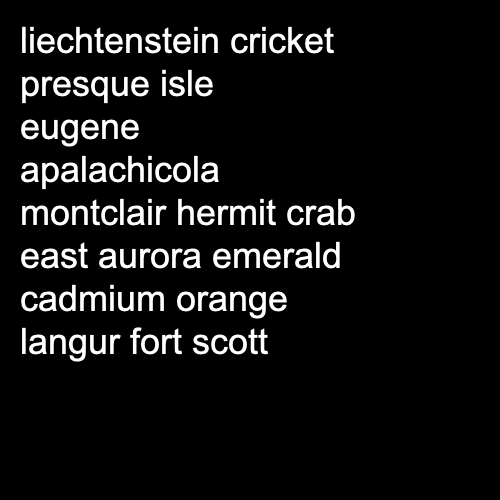 liechtenstein cricket
presque isle
eugene
apalachicola
montclair hermit crab
east aurora emerald
cadmium orange
langur fort scott